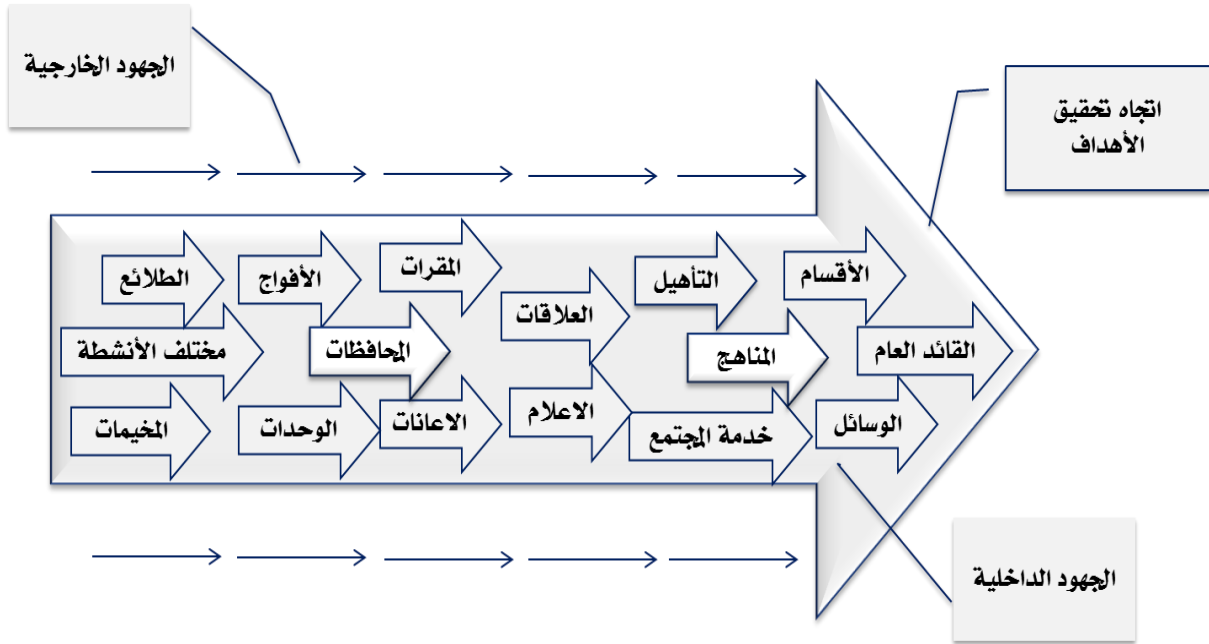 الجهود الخارجية
اتجاه تحقيق
الأهداف
الأقسام
التأهيل
المقرات
الأفواج
الطلائع
العلاقات
القائد العام
المناهج
المحافظات
مختلف الأنشطة
الوسائل
خدمة المجتمع
الاعلام
الاعانات
الوحدات
المخيمات
الجهود الداخلية